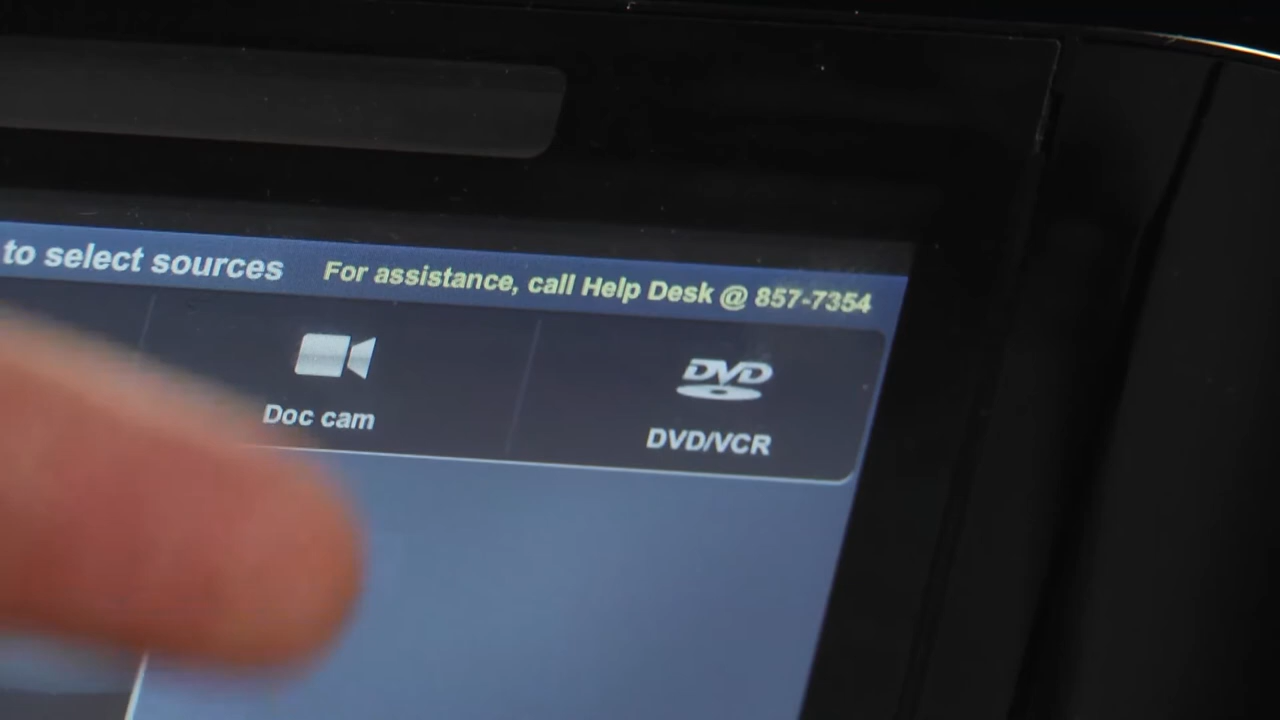 to select sources For assistance, call Help Desk @ 857-7354
Doc cam
DVD
DVD/VCR